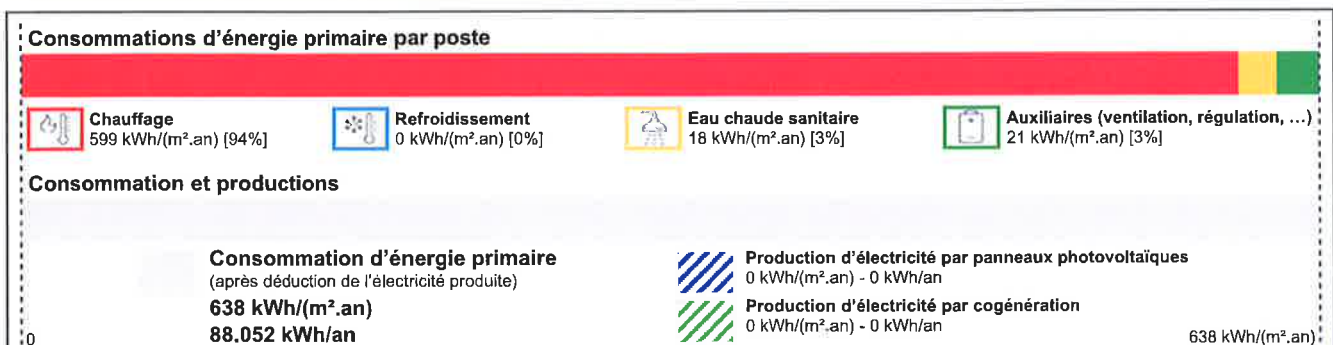 Consommations d'énergie primaire par poste
Chauffage
599 kWh/(m².an) [94%]
Refroidissement
0 kWh/(m².an) [0%]
Eau chaude sanitaire
18 kWh/(m².an) [3%]
Auxiliaires (ventilation, régulation, ...)
21 kWh/(m².an) [3%]
Consommation et productions
Consommation d'énergie primaire
(après déduction de l'électricité produite)
638 kWh/(m².an)
88.052 kWh/an
Production d'électricité par panneaux photovoltaïques
0 kWh/(m².an) - 0 kWh/an
Production d'électricité par cogénération
0 kWh/(m².an) - 0 kWh/an
0
638 kWh/(m².an)